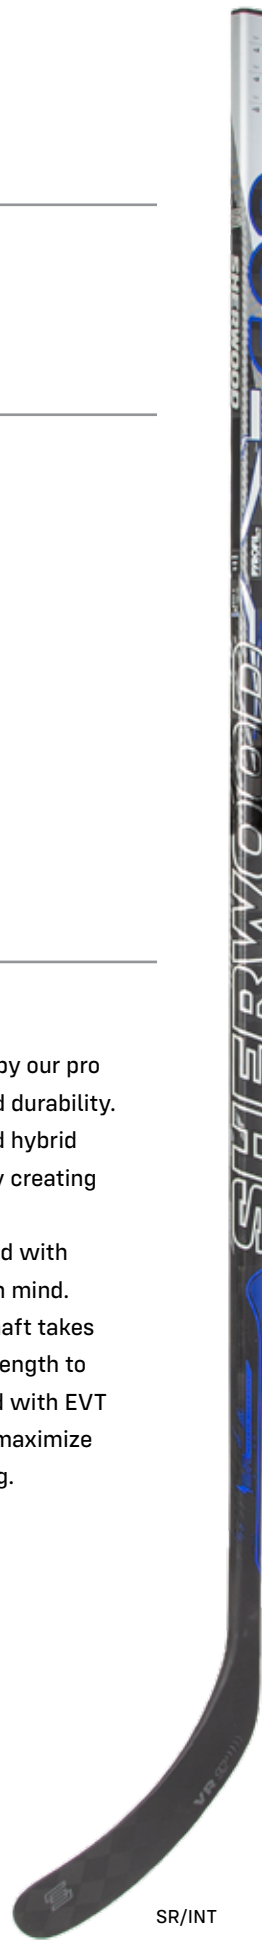 by our pro
d durability.
d hybrid
y creating
d with
n mind.
aft takes
ength to
d with EVT
maximize
g.
SHERWOOD
SHERWOOD
VR
SR/INT